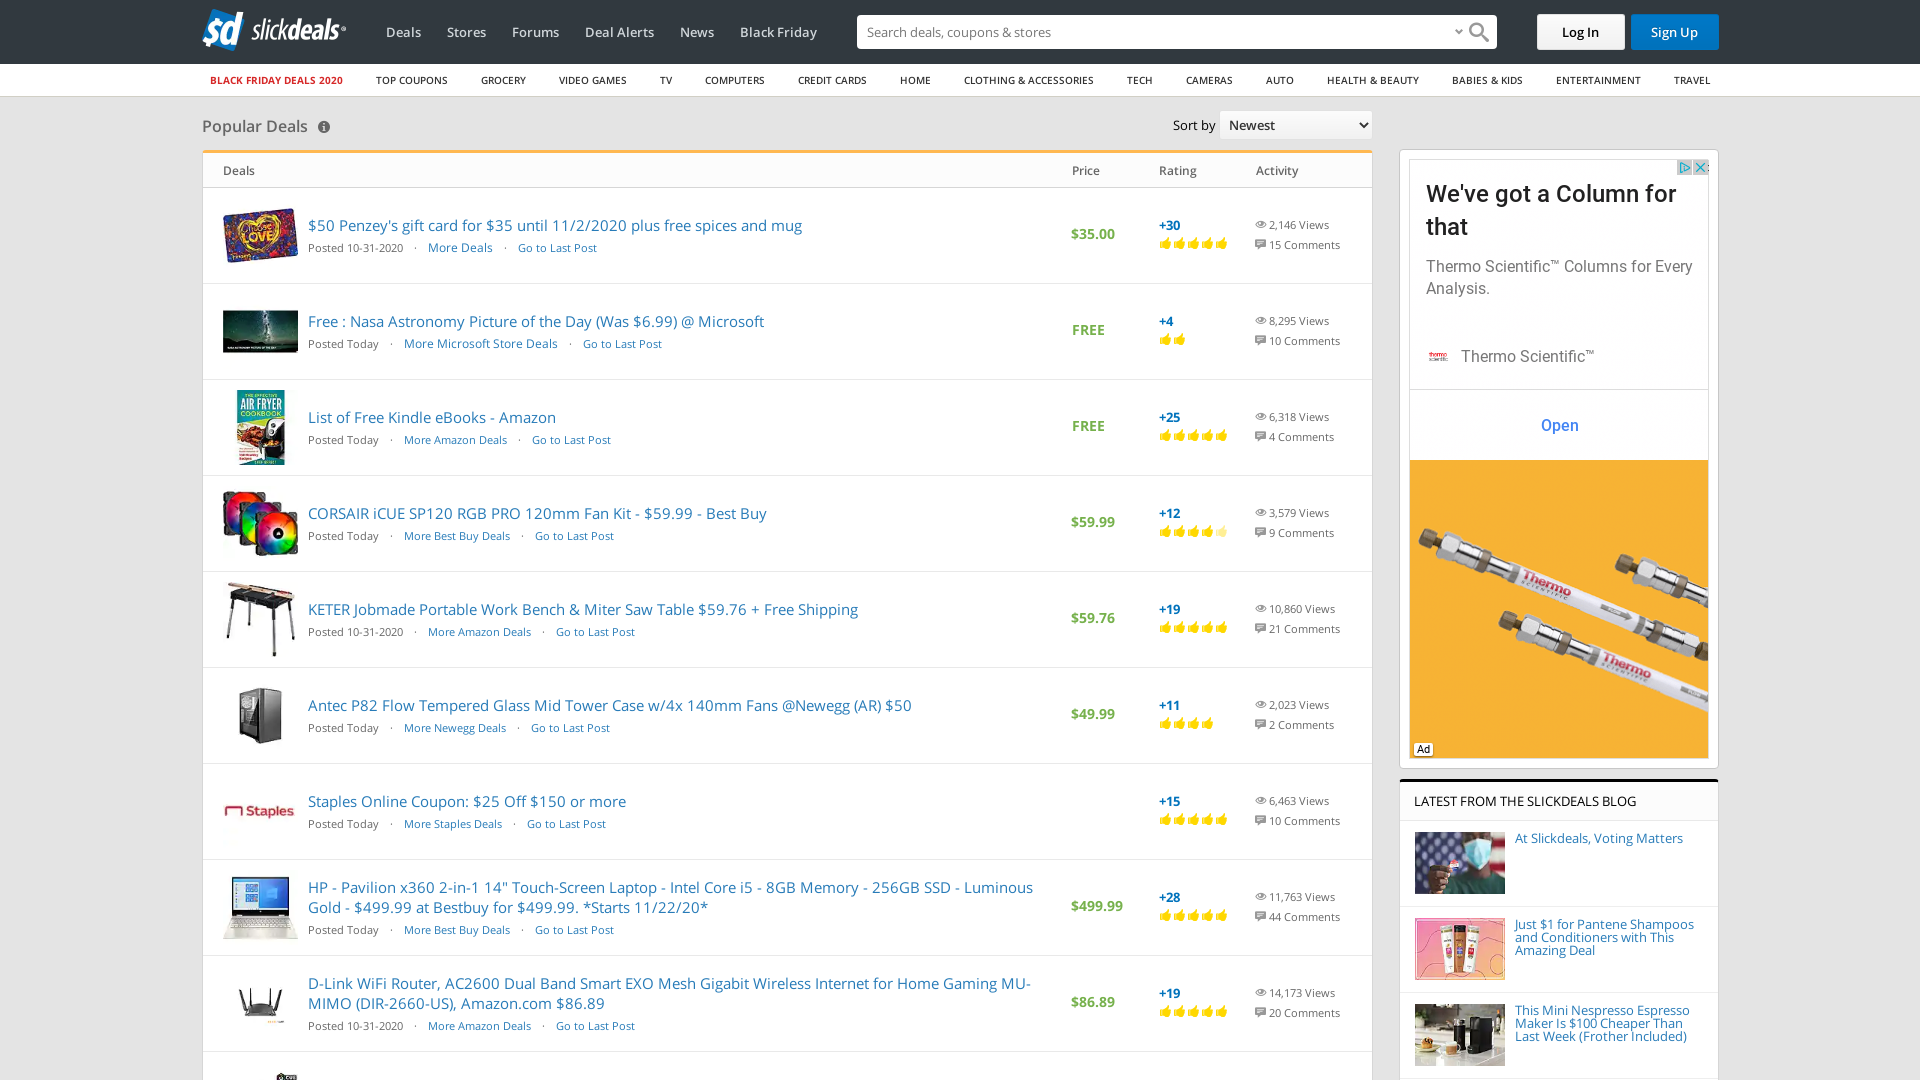 slickdeals
Deals
Stores
Forums
Deal Alerts
News
Black Friday
Search deals, coupons & stores
Log In
Sign Up
BLACK FRIDAY DEALS 2020
TOP COUPONS
GROCERY
VIDEO GAMES
TV
COMPUTERS
CREDIT CARDS
HOME
CLOTHING & ACCESSORIES
TECH
CAMERAS
AUTO
HEALTH & BEAUTY
BABIES & KIDS
ENTERTAINMENT
TRAVEL
Popular Deals
Sort by Newest
Deals
Price
Rating
Activity
$50 Penzey's gift card for $35 until 11/2/2020 plus free spices and mug
Posted 10-31-2020 · More Deals · Go to Last Post
$35.00
+30
2,146 Views
15 Comments
Free : Nasa Astronomy Picture of the Day (Was $6.99) @ Microsoft
Posted Today · More Microsoft Store Deals · Go to Last Post
FREE
+4
8,295 Views
10 Comments
AIR FRYER
COOKBOOK
List of Free Kindle eBooks - Amazon
Posted Today · More Amazon Deals · Go to Last Post
FREE
+25
6,318 Views
4 Comments
CORSAIR iCUE SP120 RGB PRO 120mm Fan Kit - $59.99 - Best Buy
Posted Today · More Best Buy Deals · Go to Last Post
$59.99
+12
3,579 Views
9 Comments
KETER Jobmade Portable Work Bench & Miter Saw Table $59.76 + Free Shipping
Posted 10-31-2020 · More Amazon Deals · Go to Last Post
$59.76
+19
10,860 Views
21 Comments
Antec P82 Flow Tempered Glass Mid Tower Case w/4x 140mm Fans @Newegg (AR) $50
Posted Today · More Newegg Deals · Go to Last Post
$49.99
+11
2,023 Views
2 Comments
Staples
Staples Online Coupon: $25 Off $150 or more
Posted Today · More Staples Deals · Go to Last Post
+15
6,463 Views
10 Comments
HP - Pavilion x360 2-in-1 14" Touch-Screen Laptop - Intel Core i5 - 8GB Memory - 256GB SSD - Luminous
Gold - $499.99 at Bestbuy for $499.99. *Starts 11/22/20*
Posted Today · More Best Buy Deals · Go to Last Post
$499.99
+28
11,763 Views
44 Comments
D-Link WiFi Router, AC2600 Dual Band Smart EXO Mesh Gigabit Wireless Internet for Home Gaming MU-
MIMO (DIR-2660-US), Amazon.com $86.89
Posted 10-31-2020 · More Amazon Deals · Go to Last Post
$86.89
+19
14,173 Views
20 Comments
We've got a Column for
that
Thermo Scientific™ Columns for Every
Analysis.
thermo
scientific
Thermo Scientific™
Open
Thermo
SCIENTIFIC
Thermo
SCIENTIFIC
Ad
LATEST FROM THE SLICKDEALS BLOG
At Slickdeals, Voting Matters
Just $1 for Pantene Shampoos
and Conditioners with This
Amazing Deal
This Mini Nespresso Espresso
Maker Is $100 Cheaper Than
Last Week (Frother Included)